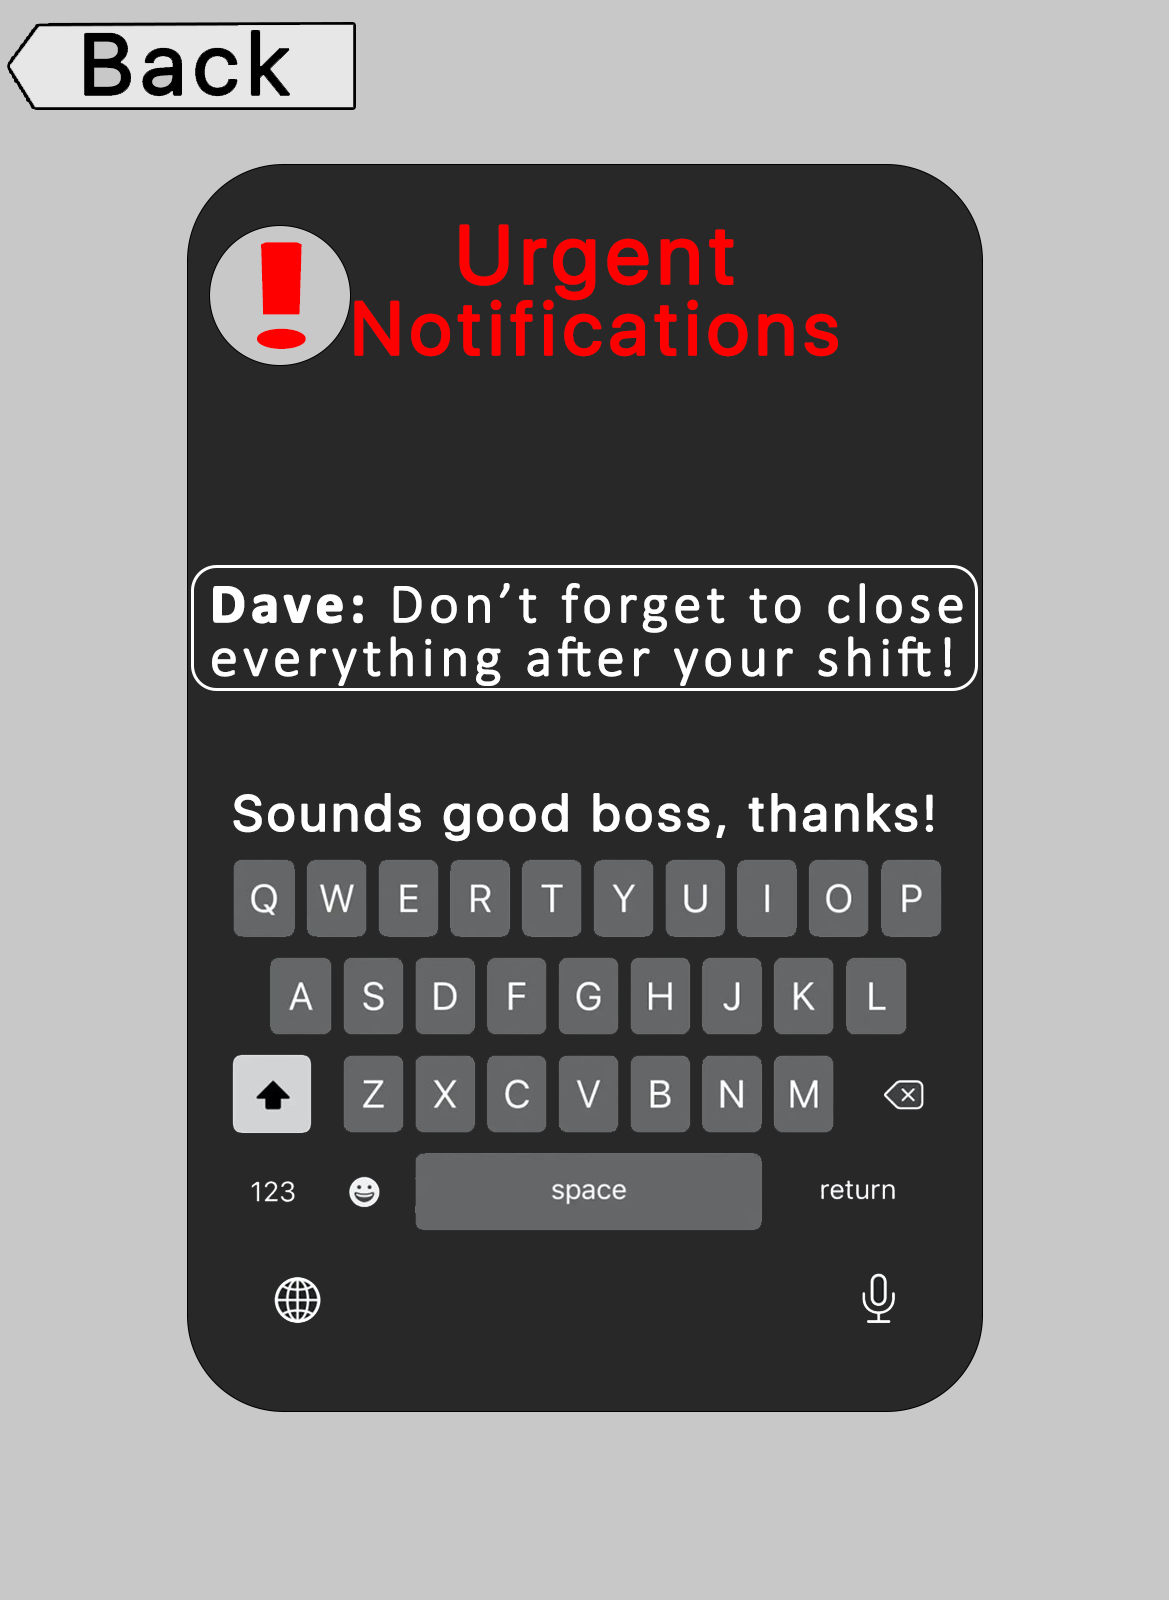 Back
Urgent
Notifications
Dave: Don’t forget to close
everything after your shift!
Sounds good boss, thanks!
Q W E R T Y U I O P
A S D F G H J K L
Z X C V B N M
123 space return